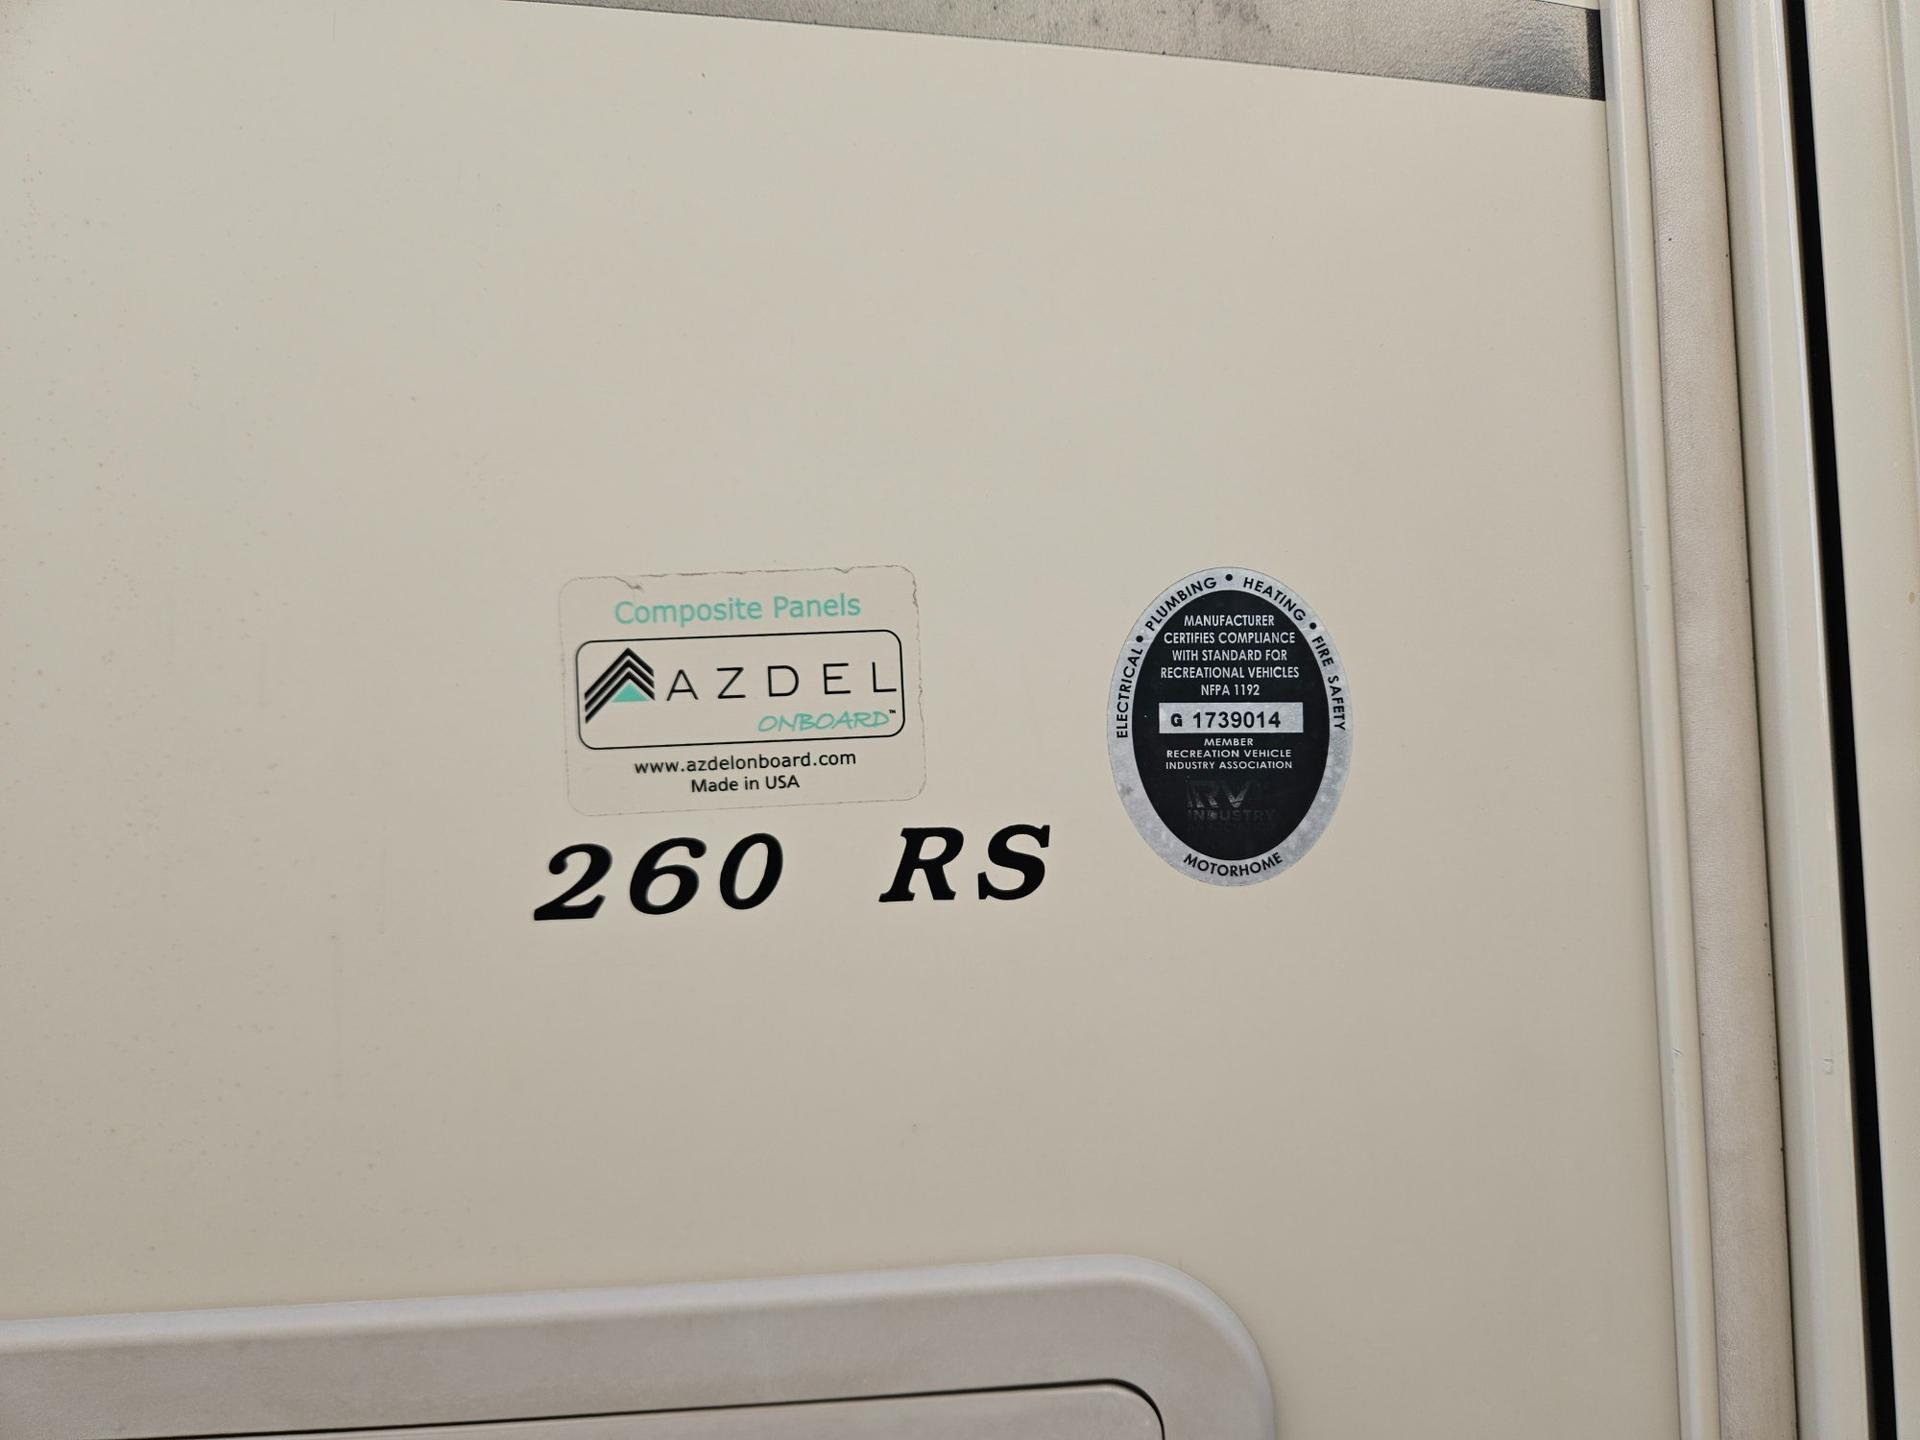 Composite Panels
AZDEL
ONBOARD™
www.azdelonboard.com
Made in USA
260 RS
ELECTRICAL • PLUMBING • HEATING • FIRE SAFETY
MANUFACTURER
CERTIFIES COMPLIANCE
WITH STANDARD FOR
RECREATIONAL VEHICLES
NFPA 1192
G 1739014
MEMBER
RECREATION VEHICLE
INDUSTRY ASSOCIATION
RV
INDUSTRY
MOTORHOME